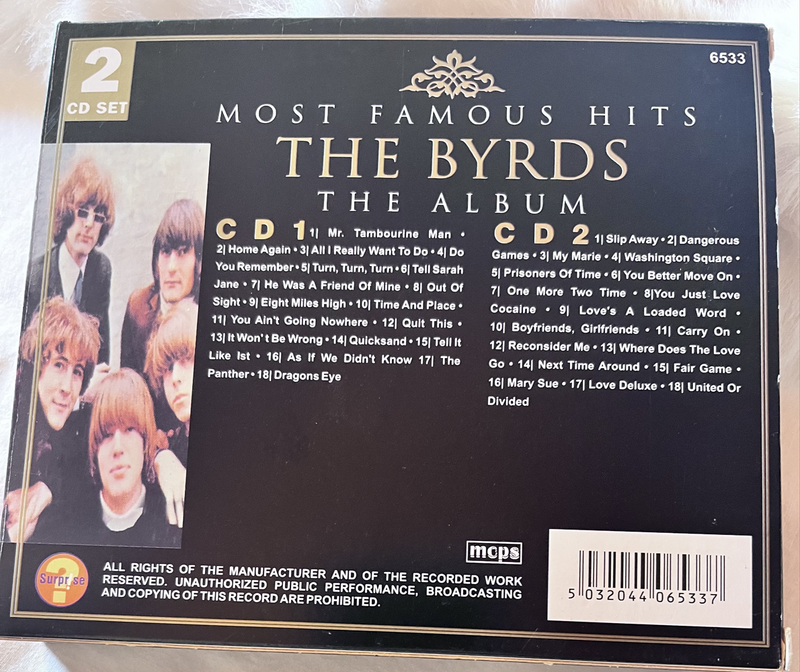 2
CD SET
6533
MOST FAMOUS HITS
THE BYRDS
THE ALBUM
CD 1 1| Mr. Tambourine Man •
2| Home Again • 3| All I Really Want To Do • 4| Do
You Remember • 5| Turn, Turn, Turn • 6| Tell Sarah
Jane • 7| He Was A Friend Of Mine • 8| Out Of
Sight • 9| Eight Miles High • 10| Time And Place •
11| You Ain't Going Nowhere • 12| Quit This •
13| It Won't Be Wrong • 14| Quicksand • 15| Tell It
Like Ist • 16| As If We Didn't Know 17| The
Panther • 18| Dragons Eye
CD 2 1| Slip Away • 2| Dangerous
Games • 3| My Marie • 4| Washington Square •
5| Prisoners Of Time • 6| You Better Move On •
7| One More Two Time • 8|You Just Love
Cocaine • 9| Love's A Loaded Word •
10| Boyfriends, Girlfriends • 11| Carry On •
12| Reconsider Me • 13| Where Does The Love
Go • 14| Next Time Around • 15| Fair Game •
16| Mary Sue • 17| Love Deluxe • 18| United Or
Divided
mcps
Surprise
?
ALL RIGHTS OF THE MANUFACTURER AND OF THE RECORDED WORK
RESERVED. UNAUTHORIZED PUBLIC PERFORMANCE, BROADCASTING
AND COPYING OF THIS RECORD ARE PROHIBITED.
5 032044 065337